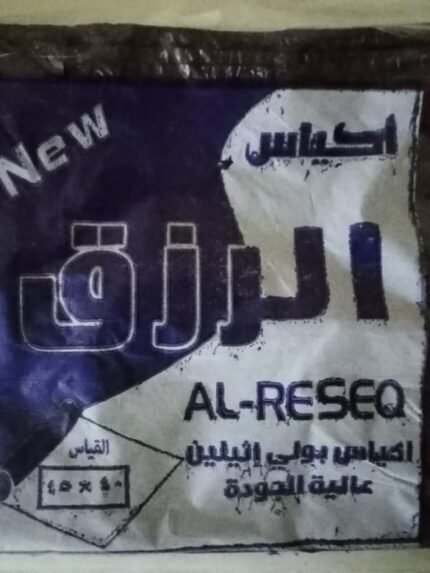 New
اكياس
الرزق
AL-RESEQ
اكياس بولي إثيلين
عالية الجودة
القياس
٤٥ × ٩٠